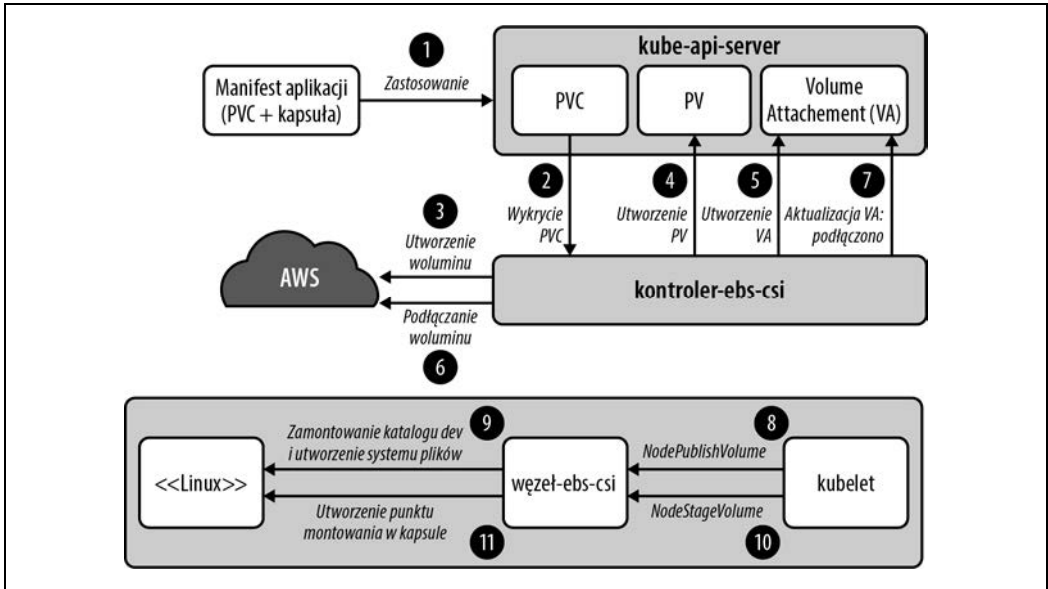 kube-api-server
1
Zastosowanie
Manifest aplikacji
(PVC + kapsuła)
PVC
PV
Volume
Attachement (VA)
2
Wykrycie
PVC
4
Utworzenie
PV
5
Utworzenie
VA
7
Aktualizacja VA:
podłączono
3
Utworzenie
woluminu
AWS
kontroler-ebs-csi
Podłączanie
woluminu
6
9
Zamontowanie katalogu dev
i utworzenie systemu plików
8
NodePublishVolume
<<Linux>>
węzeł-ebs-csi
kubelet
Utworzenie punktu
montowania w kapsule
11
NodeStageVolume
10